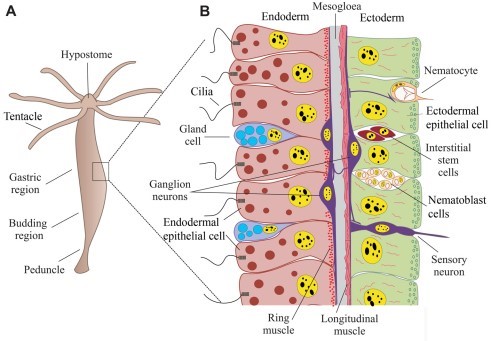 A
Hypostome
Tentacle
Gastric
region
Budding
region
Peduncle
B
Endoderm
Mesogloea
Ectoderm
Cilia
Gland
cell
Ganglion
neurons
Endodermal
epithelial cell
Ring
muscle
Longitudinal
muscle
Nematocyte
Ectodermal
epithelial cell
Interstitial
stem
cells
Nematoblast
cells
Sensory
neuron